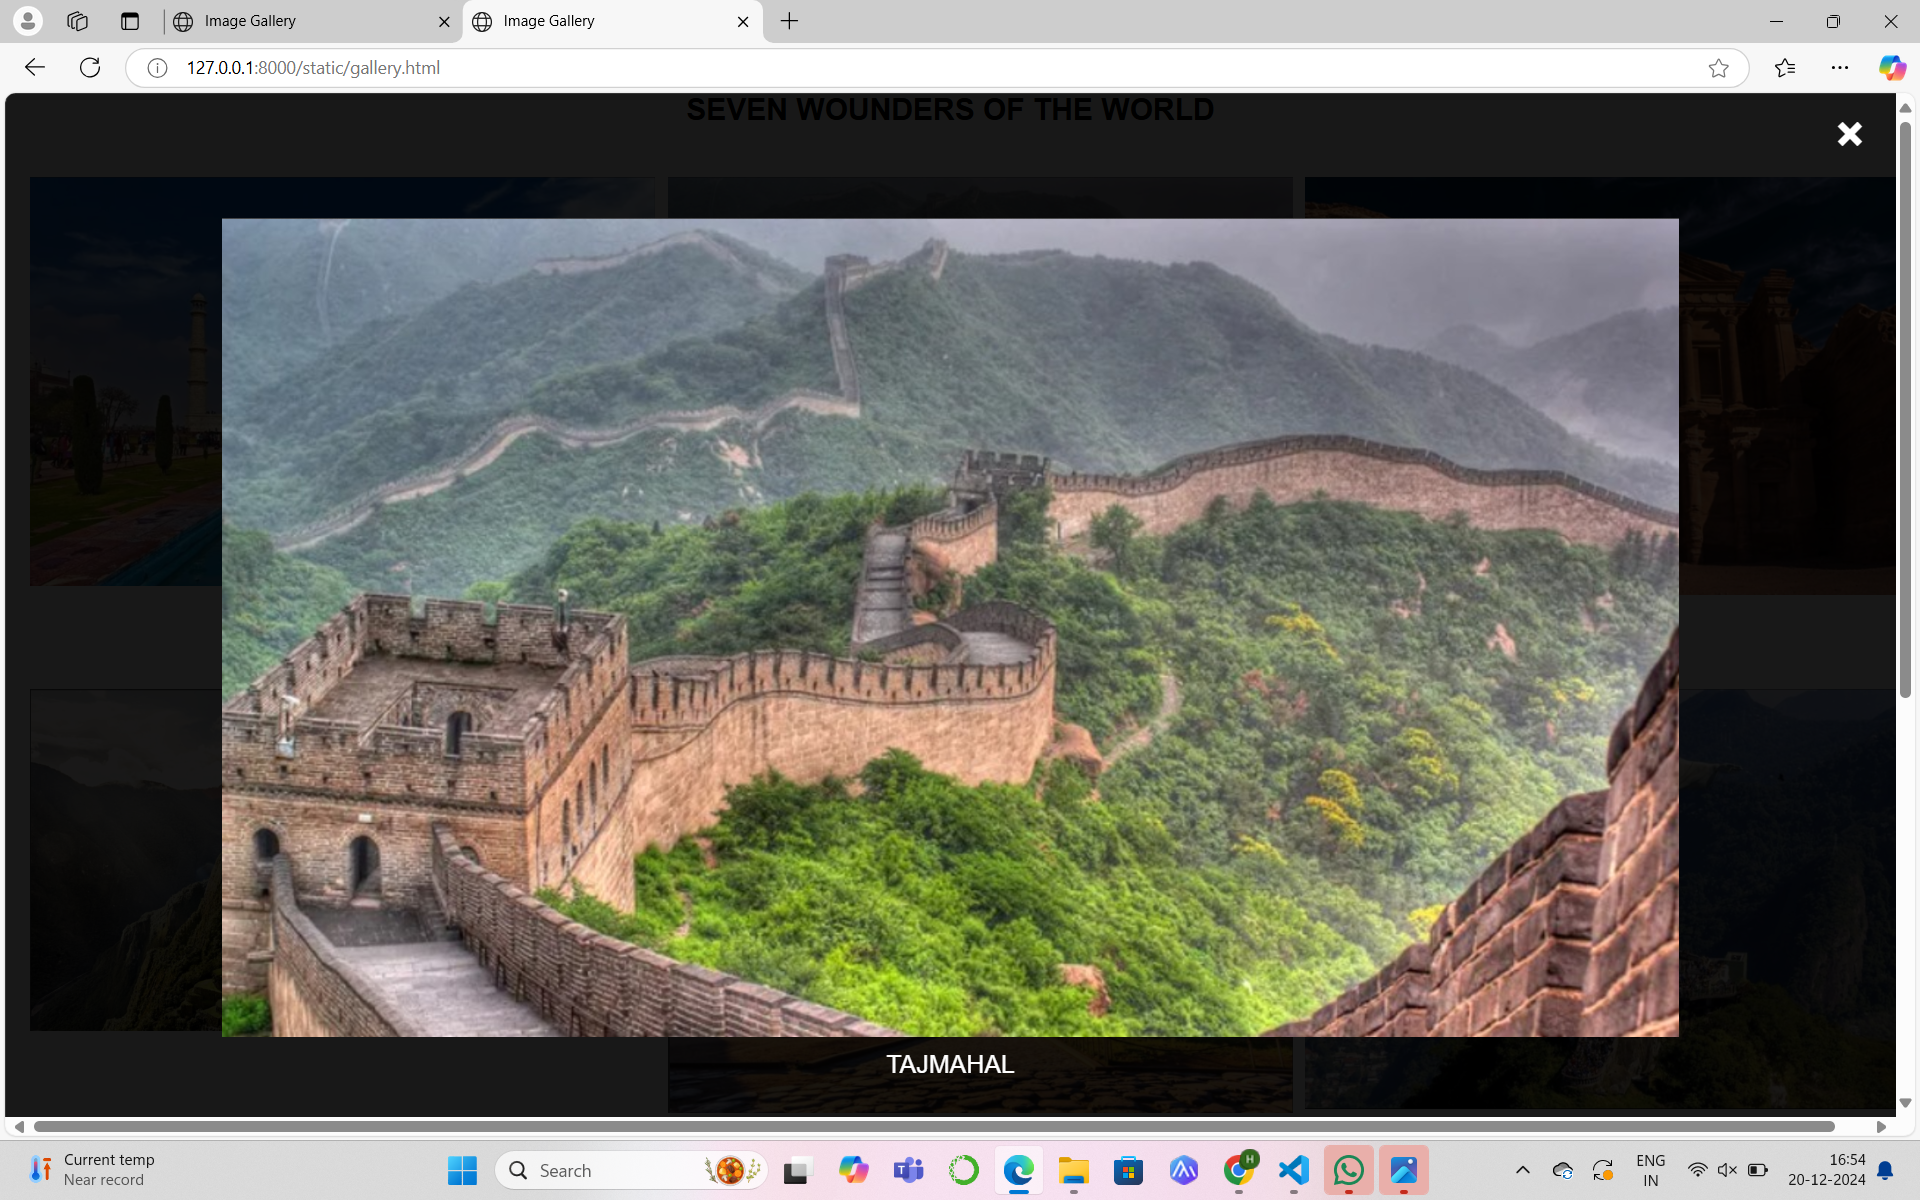 Image Gallery
Image Gallery
127.0.0.1:8000/static/gallery.html
SEVEN WOUNDERS OF THE WORLD
TAJMAHAL
Current temp
Near record
Search
H
ENG
IN
16:54
20-12-2024